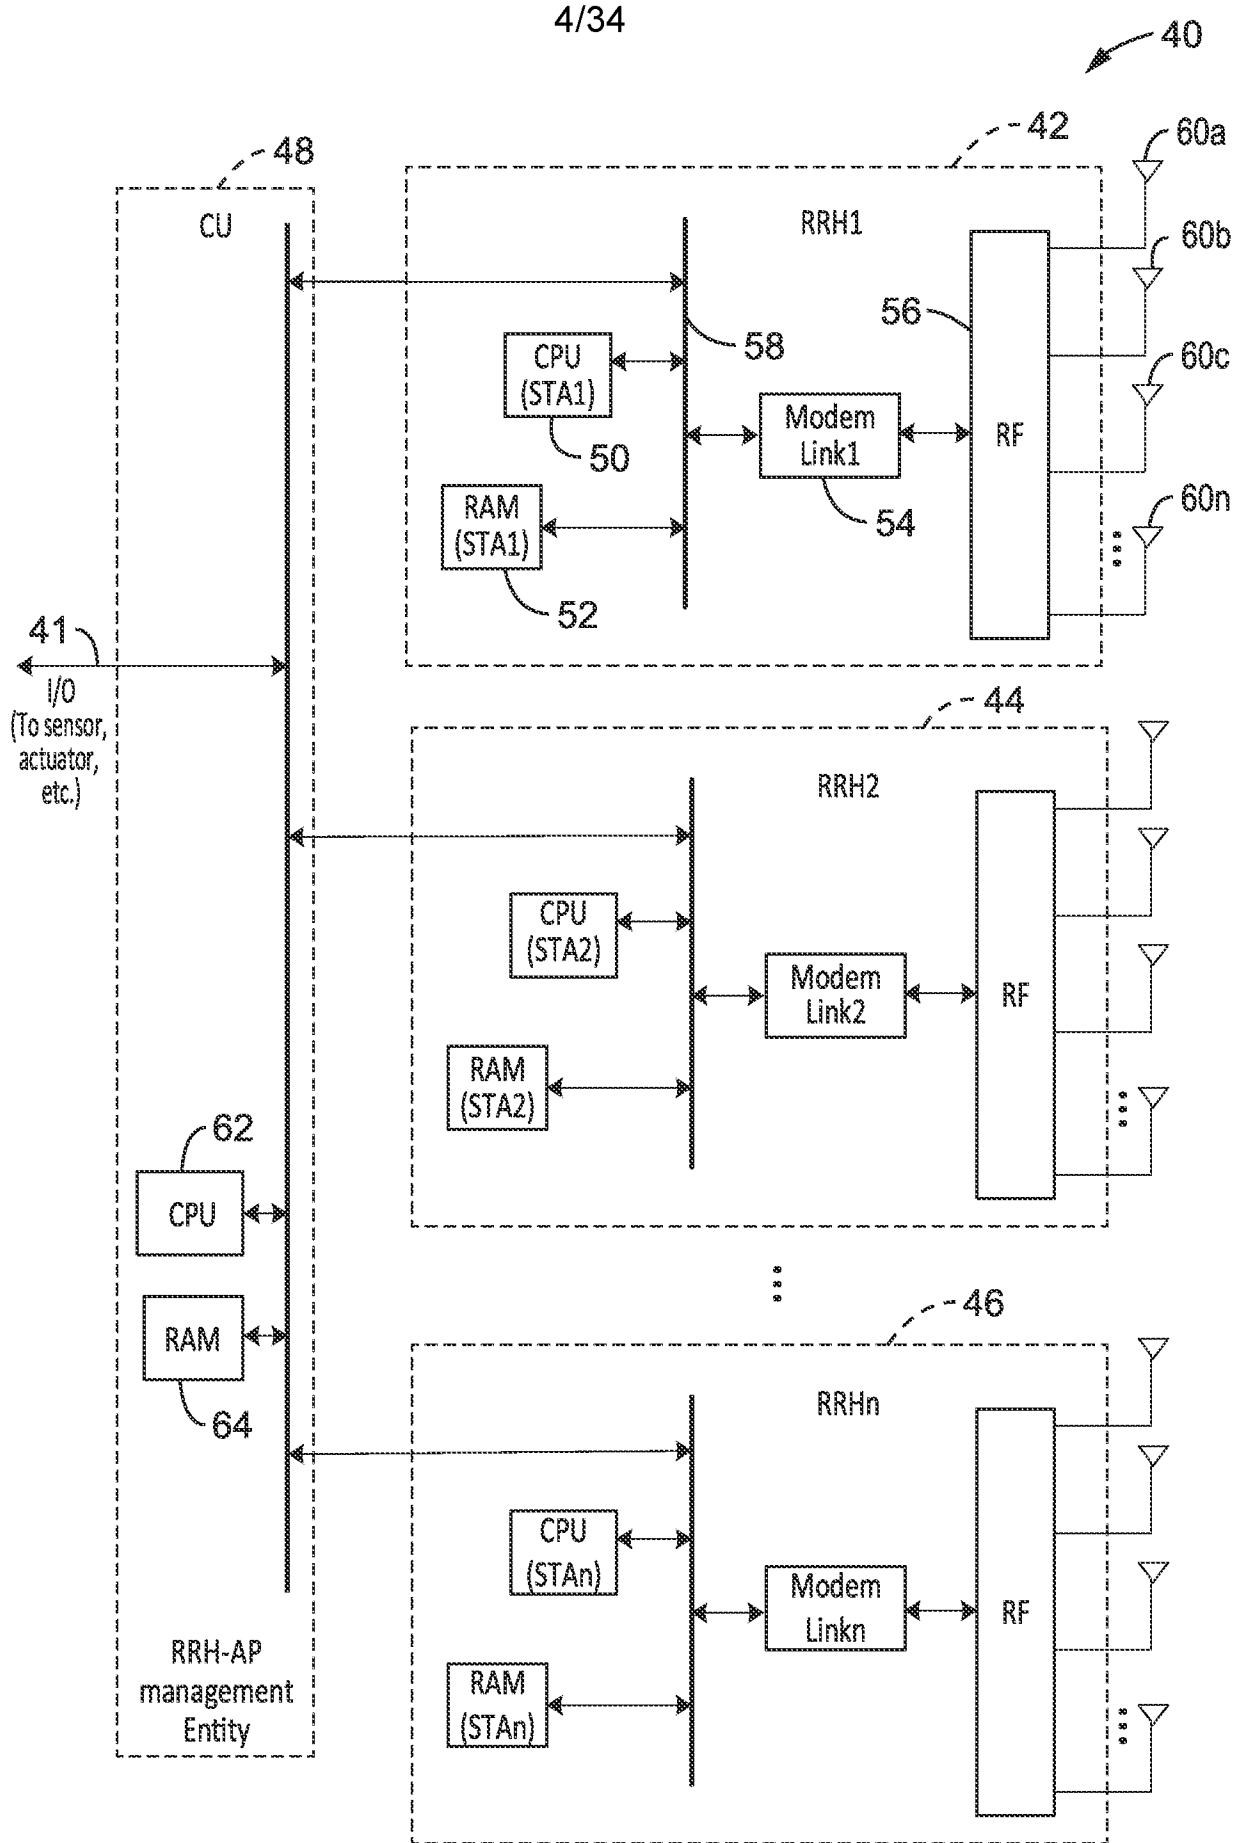 4/34
40
48
42
60a
CU
RRH1
60b
56
58
60c
CPU
(STA1)
Modem
Link1
RF
50
RAM
(STA1)
54
60n
52
41
I/O
(To sensor,
actuator,
etc.)
44
RRH2
CPU
(STA2)
Modem
Link2
RF
RAM
(STA2)
62
CPU
46
RAM
64
RRHn
CPU
(STAn)
Modem
Linkn
RF
RAM
(STAn)
RRH-AP
management
Entity